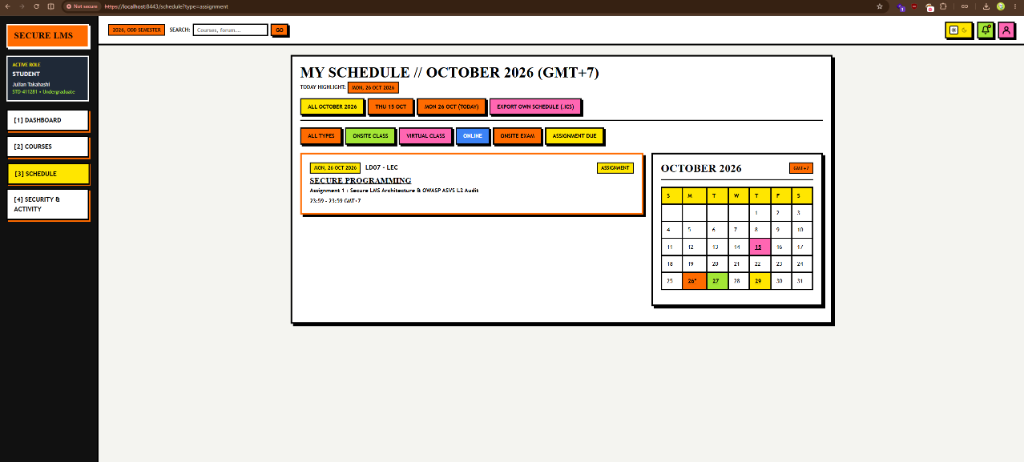 Not secure https://localhost:8443/schedule?type=assignment
SECURE LMS
2026, ODD SEMESTER SEARCH: Courses, forum... GO
ACTIVE ROLE
STUDENT
Julian Takahashi
• Undergraduate
[1] DASHBOARD
[2] COURSES
[3] SCHEDULE
[4] SECURITY &
ACTIVITY
MY SCHEDULE // OCTOBER 2026 (GMT+7)
TODAY HIGHLIGHT: MON, 26 OCT 2026
ALL OCTOBER 2026 THU 15 OCT MON 26 OCT (TODAY) EXPORT OWN SCHEDULE (.ICS)
ALL TYPES ONSITE CLASS VIRTUAL CLASS ONLINE ONSITE EXAM ASSIGNMENT DUE
MON, 26 OCT 2026 LD07 - LEC ASSIGNMENT
SECURE PROGRAMMING
Assignment 1 : Secure LMS Architecture & OWASP ASVS L2 Audit
23:59 - 23:59 GMT+7
OCTOBER 2026 GMT+7
S M T W T F S
1 2 3
4 5 6 7 8 9 10
11 12 13 14 15 16 17
18 19 20 21 22 23 24
25 26* 27 28 29 30 31